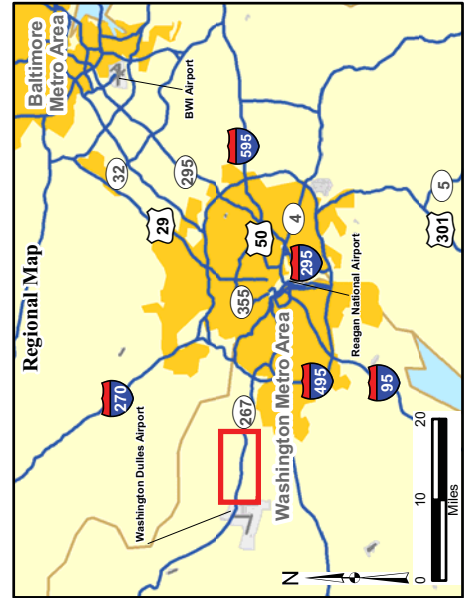 Regional Map
Baltimore
Metro Area
BWI Airport
32
295
29
595
270
50
4
355
295
5
301
Reagan National Airport
Washington Dulles Airport
267
Washington Metro Area
495
95
N
0
10
20
Miles